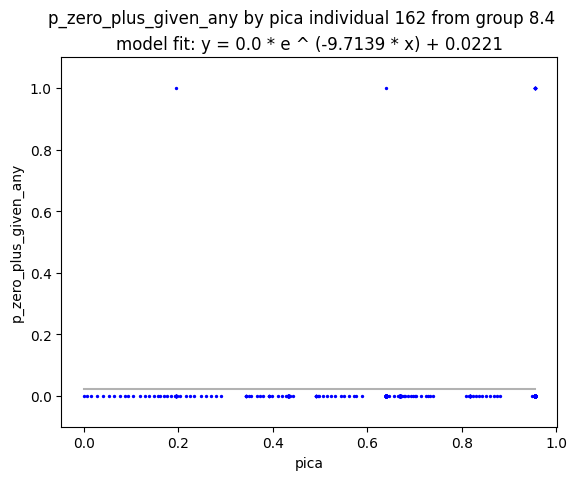 p_zero_plus_given_any by pica individual 162 from group 8.4
model fit: y = 0.0 * e ^ (-9.7139 * x) + 0.0221
1.0
0.8
0.6
0.4
0.2
0.0
p_zero_plus_given_any
0.0 0.2 0.4 0.6 0.8 1.0
pica